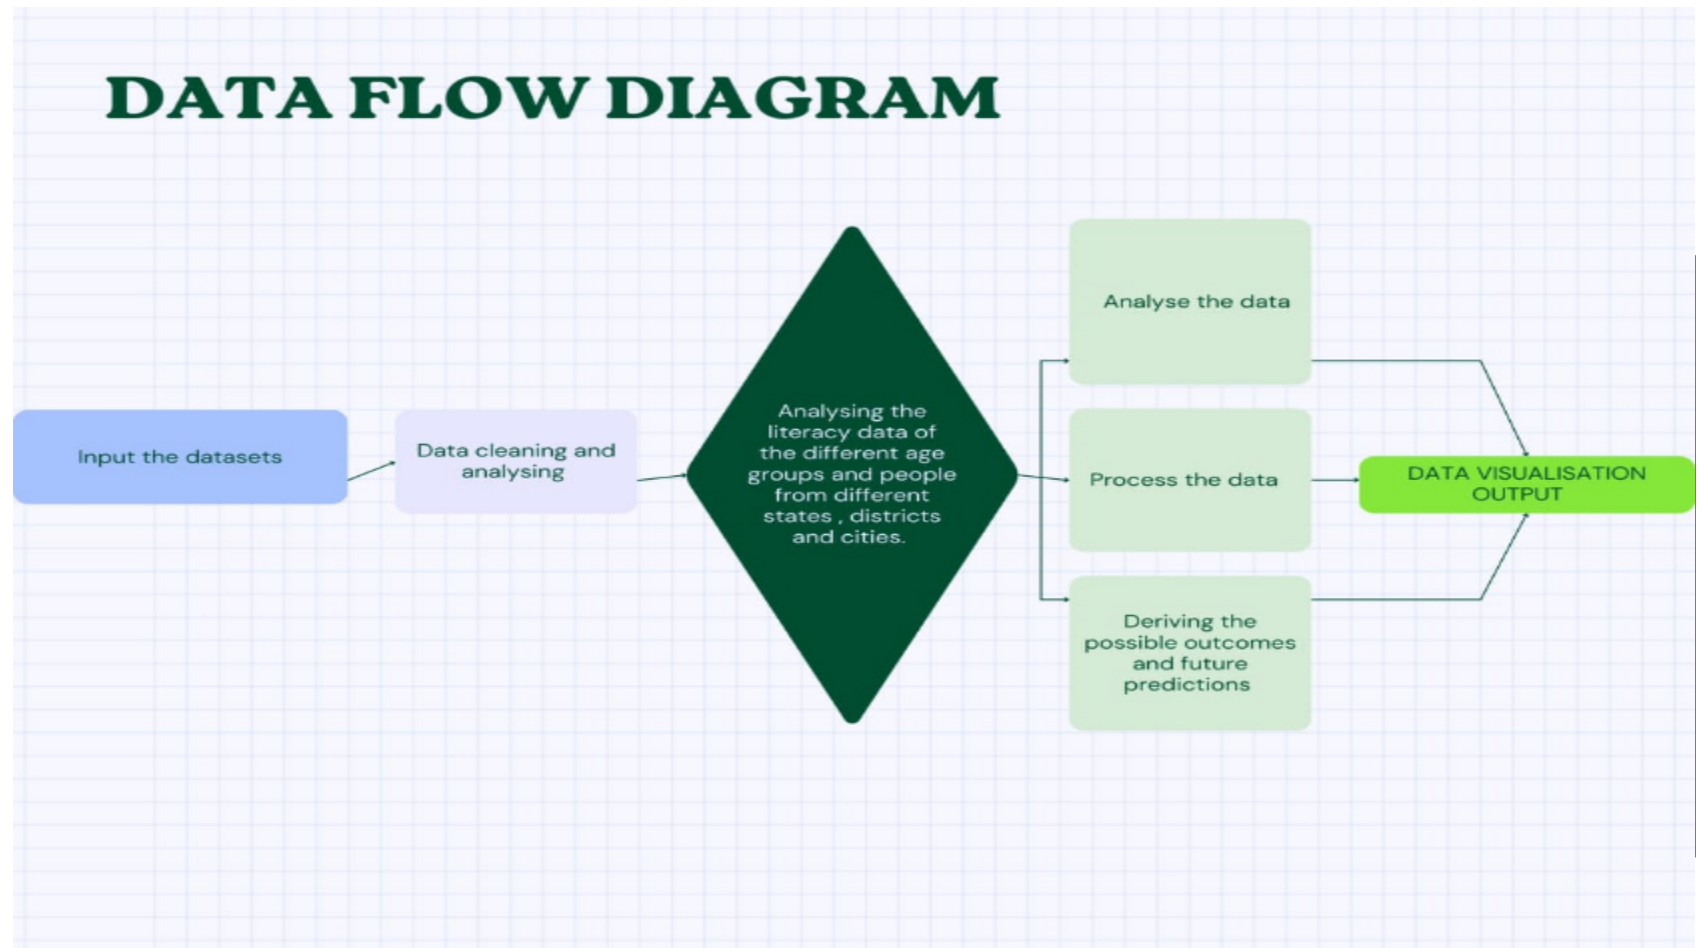 DATA FLOW DIAGRAM
Input the datasets
Data cleaning and
analysing
Analysing the
literacy data of
the different age
groups and people
from different
states , districts
and cities.
Analyse the data
Process the data
Deriving the
possible outcomes
and future
predictions
DATA VISUALISATION
OUTPUT